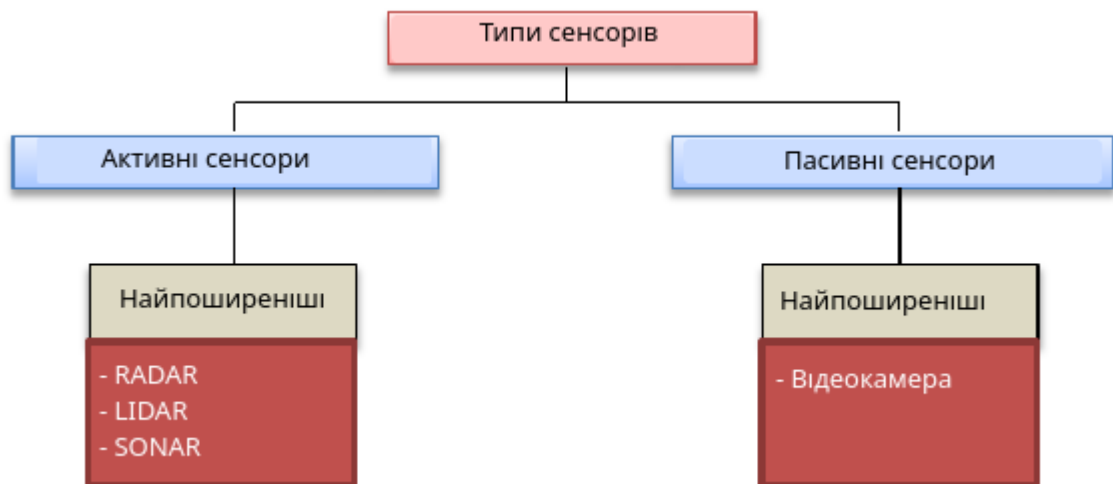 Типи сенсорів
Активні сенсори
Пасивні сенсори
Найпоширеніші
Найпоширеніші
- RADAR
- LIDAR
- SONAR
- Відеокамера